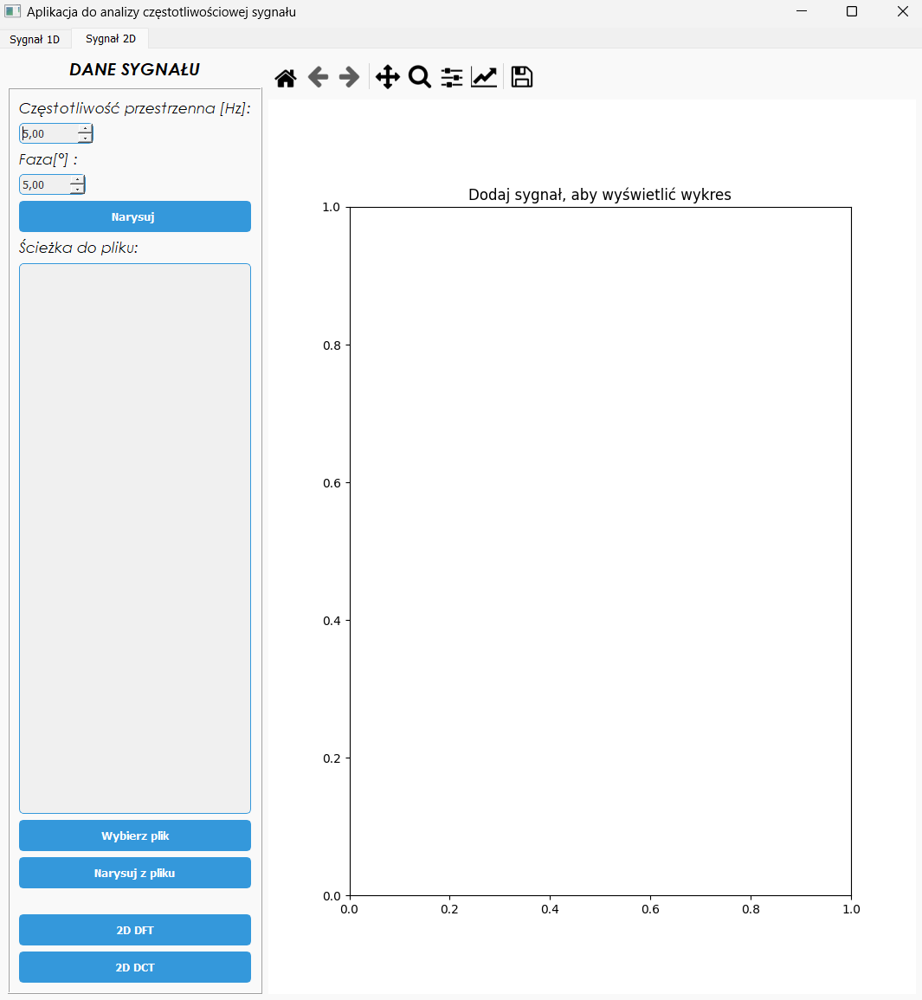 Aplikacja do analizy częstotliwościowej sygnału
Sygnał 1D
Sygnał 2D
DANE SYGNAŁU
Częstotliwość przestrzenna [Hz]:
5,00
Faza[°] :
5,00
Narysuj
Ścieżka do pliku:
Wybierz plik
Narysuj z pliku
2D DFT
2D DCT
Dodaj sygnał, aby wyświetlić wykres
1.0
0.8
0.6
0.4
0.2
0.0
0.0 0.2 0.4 0.6 0.8 1.0